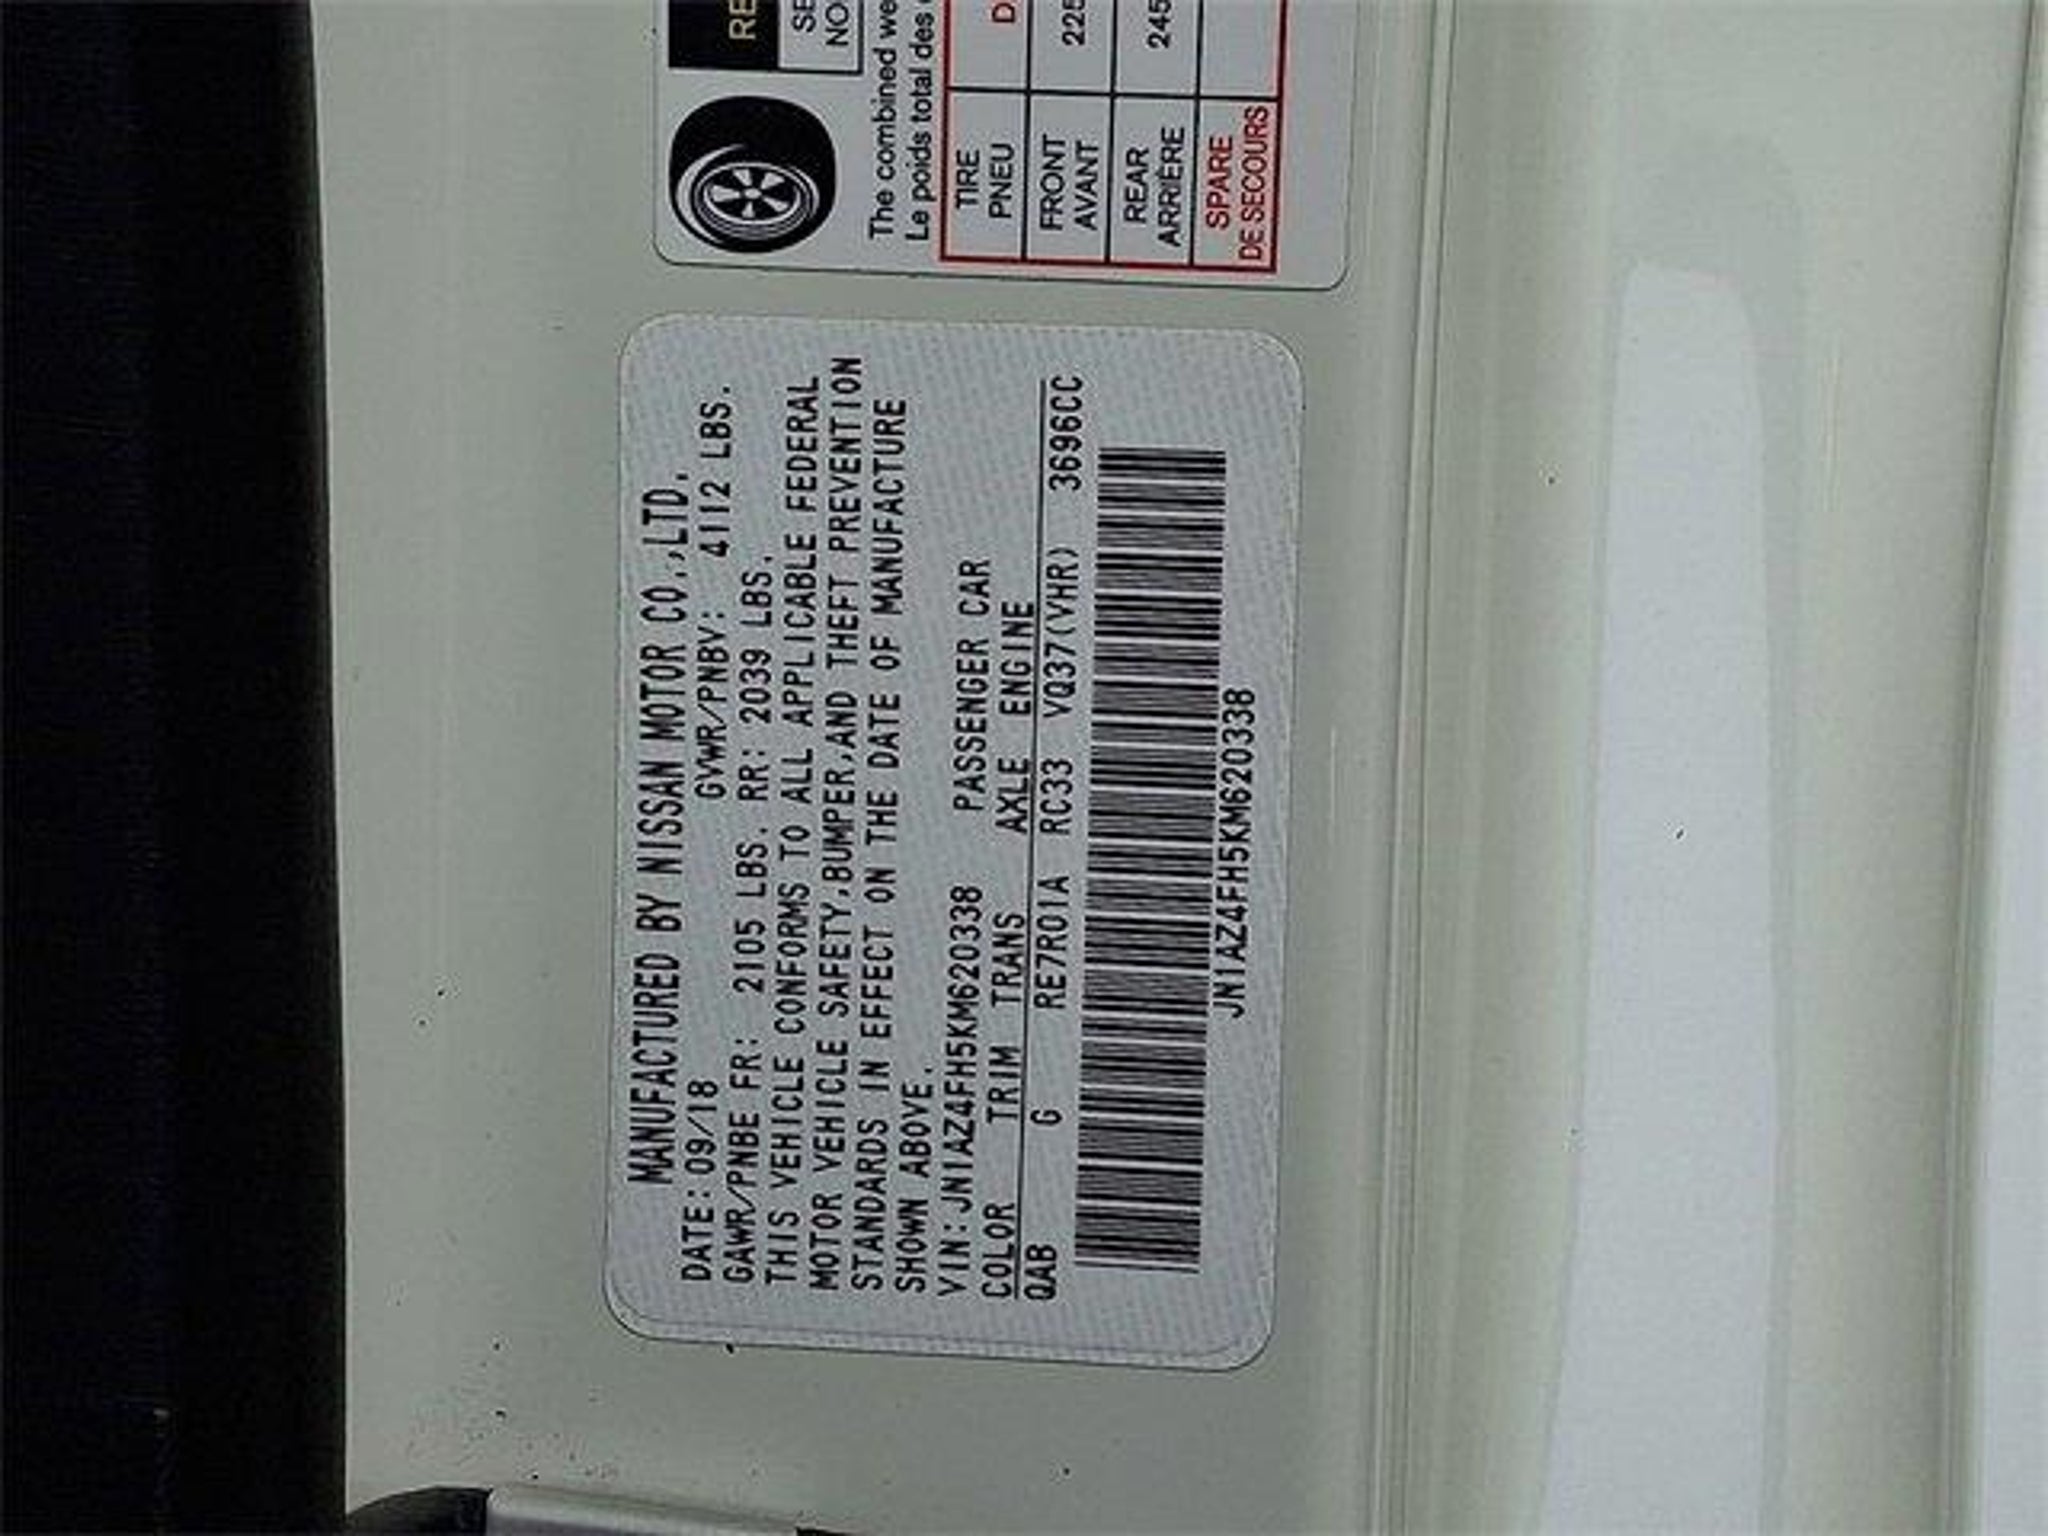 MANUFACTURED BY NISSAN MOTOR CO.,LTD.
DATE:09/18 GVWR/PNBV: 4112 LBS.
GAWR/PNBE FR: 2105 LBS. RR: 2039 LBS.
THIS VEHICLE CONFORMS TO ALL APPLICABLE FEDERAL
MOTOR VEHICLE SAFETY,BUMPER,AND THEFT PREVENTION
STANDARDS IN EFFECT ON THE DATE OF MANUFACTURE
SHOWN ABOVE.
VIN:JN1AZ4FH5KM620338 PASSENGER CAR
COLOR TRIM TRANS AXLE ENGINE
QAB G RE7R01A RC33 VQ37(VHR) 3696CC
JN1AZ4FH5KM620338
The combined
Le poids total des
TIRE
PNEU
FRONT
AVANT
225
REAR
ARRIÈRE
245
SPARE
DE SECOURS